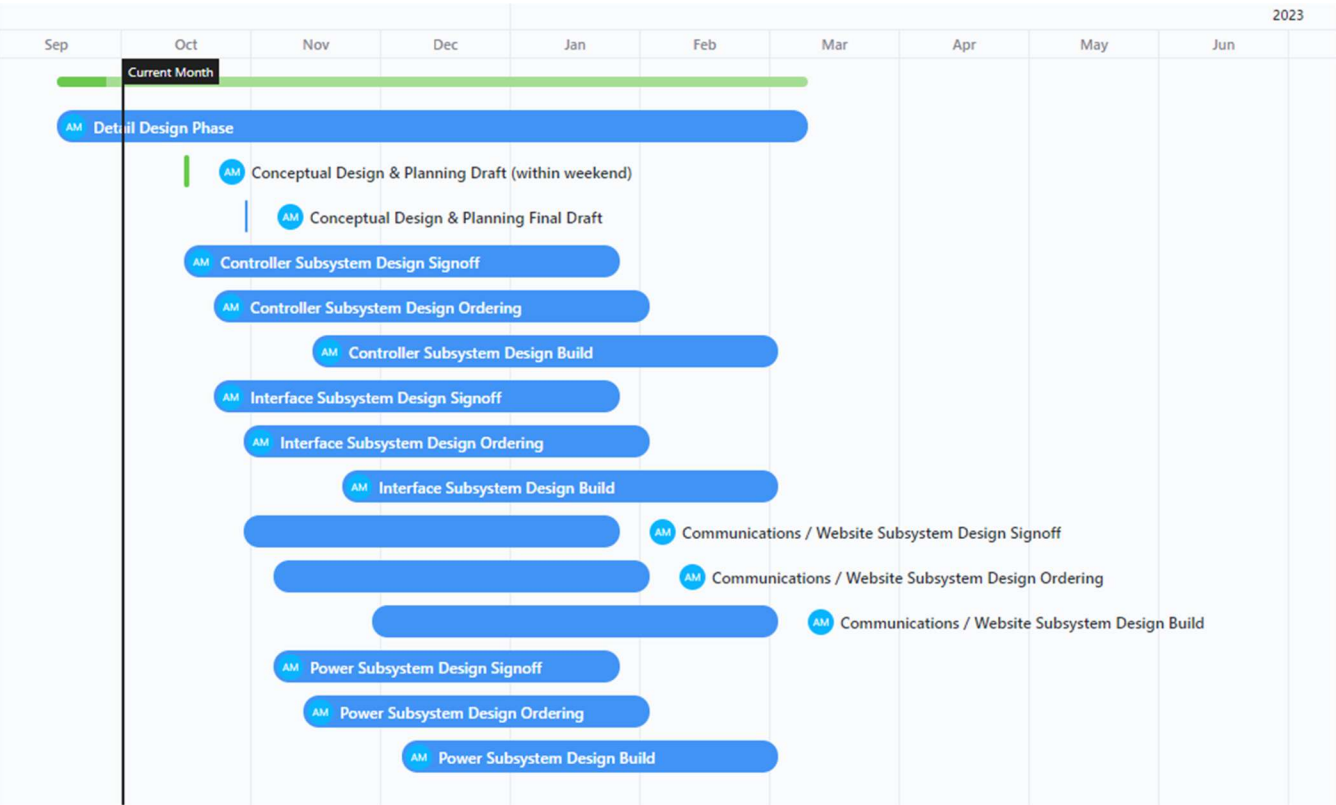 2023
Sep Oct Nov Dec Jan Feb Mar Apr May Jun
Current Month
AM Detail Design Phase
AM Conceptual Design & Planning Draft (within weekend)
AM Conceptual Design & Planning Final Draft
AM Controller Subsystem Design Signoff
AM Controller Subsystem Design Ordering
AM Controller Subsystem Design Build
AM Interface Subsystem Design Signoff
AM Interface Subsystem Design Ordering
AM Interface Subsystem Design Build
AM Communications / Website Subsystem Design Signoff
AM Communications / Website Subsystem Design Ordering
AM Communications / Website Subsystem Design Build
AM Power Subsystem Design Signoff
AM Power Subsystem Design Ordering
AM Power Subsystem Design Build